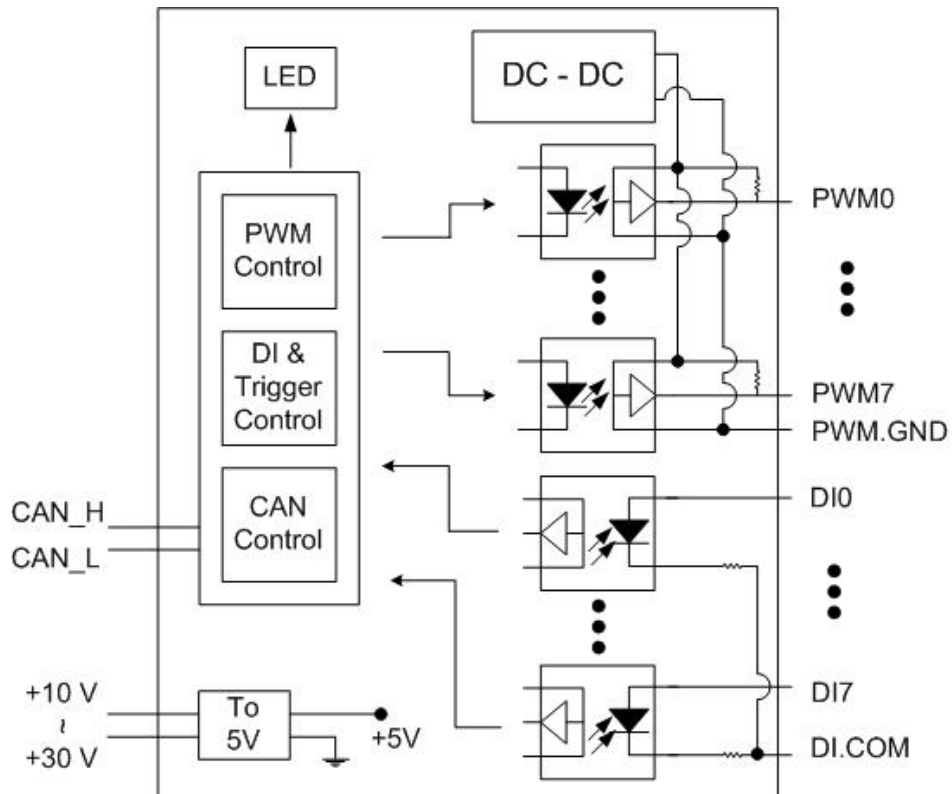 LED
DC - DC
PWM
Control
DI &
Trigger
Control
CAN
Control
PWM0
PWM7
PWM.GND
DI0
DI7
DI.COM
CAN_H
CAN_L
+10 V
~
+30 V
To
5V
+5V